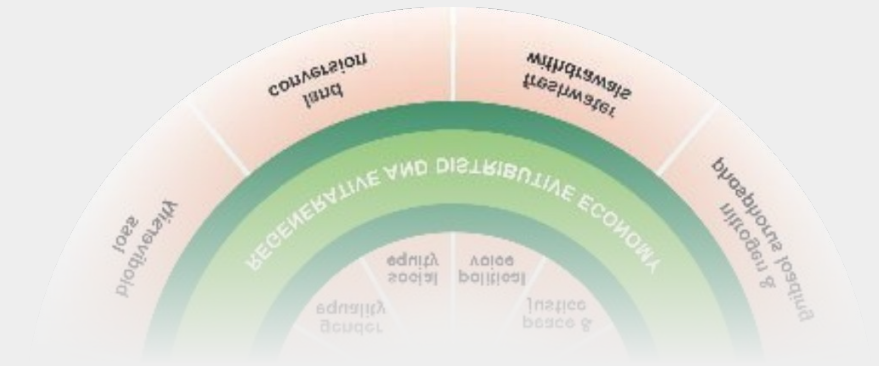 land
conversion
freshwater
withdrawals
biodiversity
loss
nitrogen &
phosphorus loading
REGENERATIVE AND DISTRIBUTIVE ECONOMY
social
equity
political
voice
gender
equality
peace &
justice